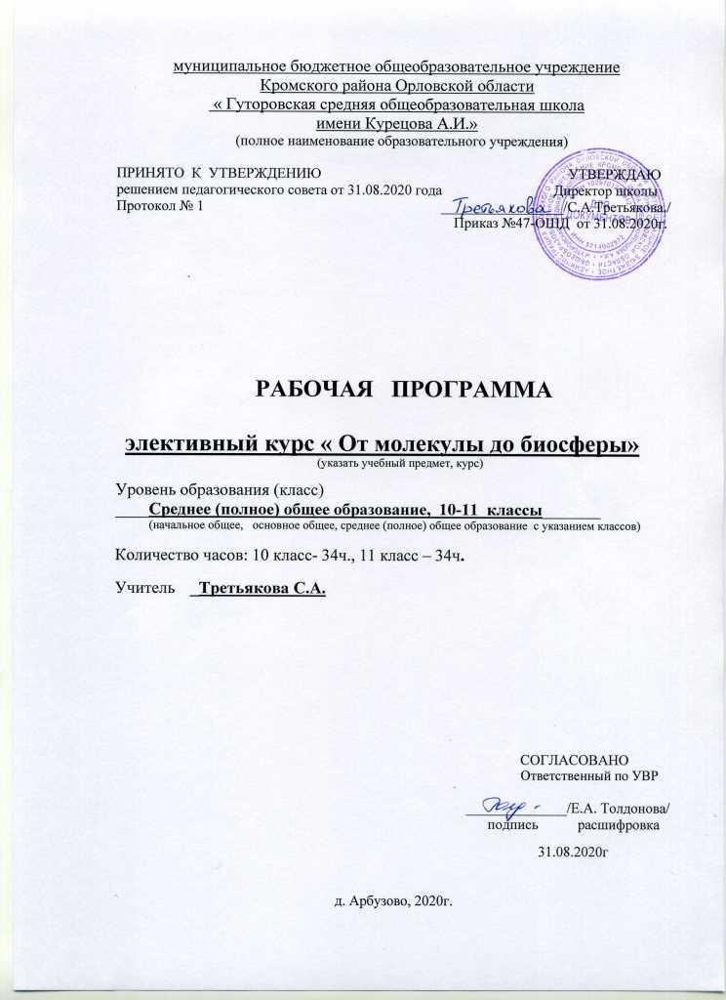 муниципальное бюджетное общеобразовательное учреждение
Кромского района Орловской области
« Гуторовская средняя общеобразовательная школа
имени Курецова А.И.»
(полное наименование образовательного учреждения)
ПРИНЯТО К УТВЕРЖДЕНИЮ
решением педагогического совета от 31.08.2020 года
Протокол № 1
УТВЕРЖДАЮ
Директор школы
Третьякова /С.А.Третьякова./
Приказ №47-ОШД от 31.08.2020г.
ДОКУМЕНТОВ
РАБОЧАЯ ПРОГРАММА
элективный курс « От молекулы до биосферы»
(указать учебный предмет, курс)
Уровень образования (класс)
Среднее (полное) общее образование, 10-11 классы
(начальное общее, основное общее, среднее (полное) общее образование с указанием классов)
Количество часов: 10 класс- 34ч., 11 класс – 34ч.
Учитель Третьякова С.А.
СОГЛАСОВАНО
Ответственный по УВР
/Е.А. Толдонова/
подпись расшифровка
31.08.2020г
д. Арбузово, 2020г.